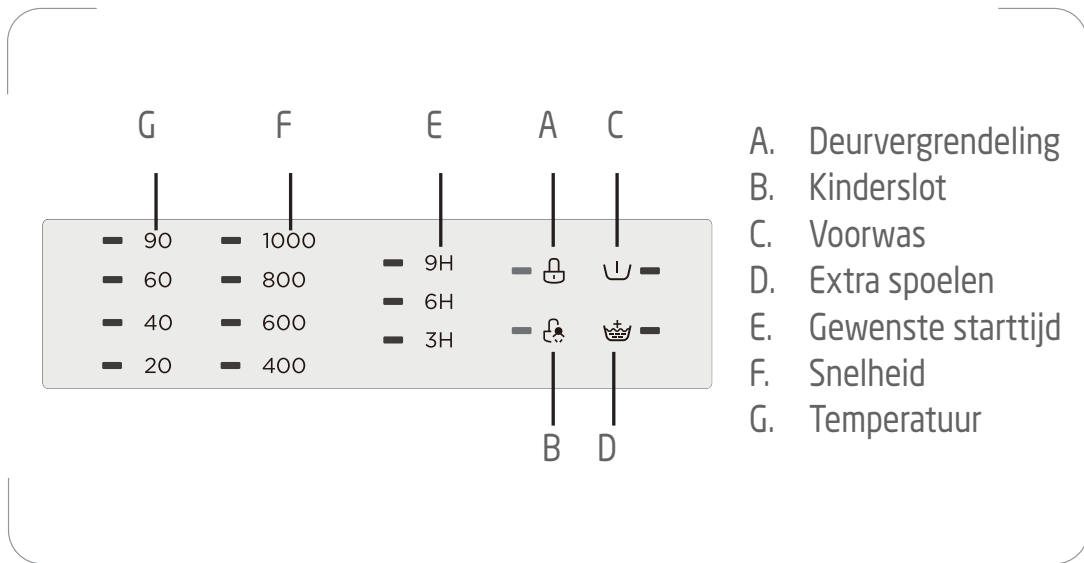 G F E A C
90 1000
9H
60 800
6H
40 600
3H
20 400
B D
A. Deurvergrendeling
B. Kinderslot
C. Voorwas
D. Extra spoelen
E. Gewenste starttijd
F. Snelheid
G. Temperatuur